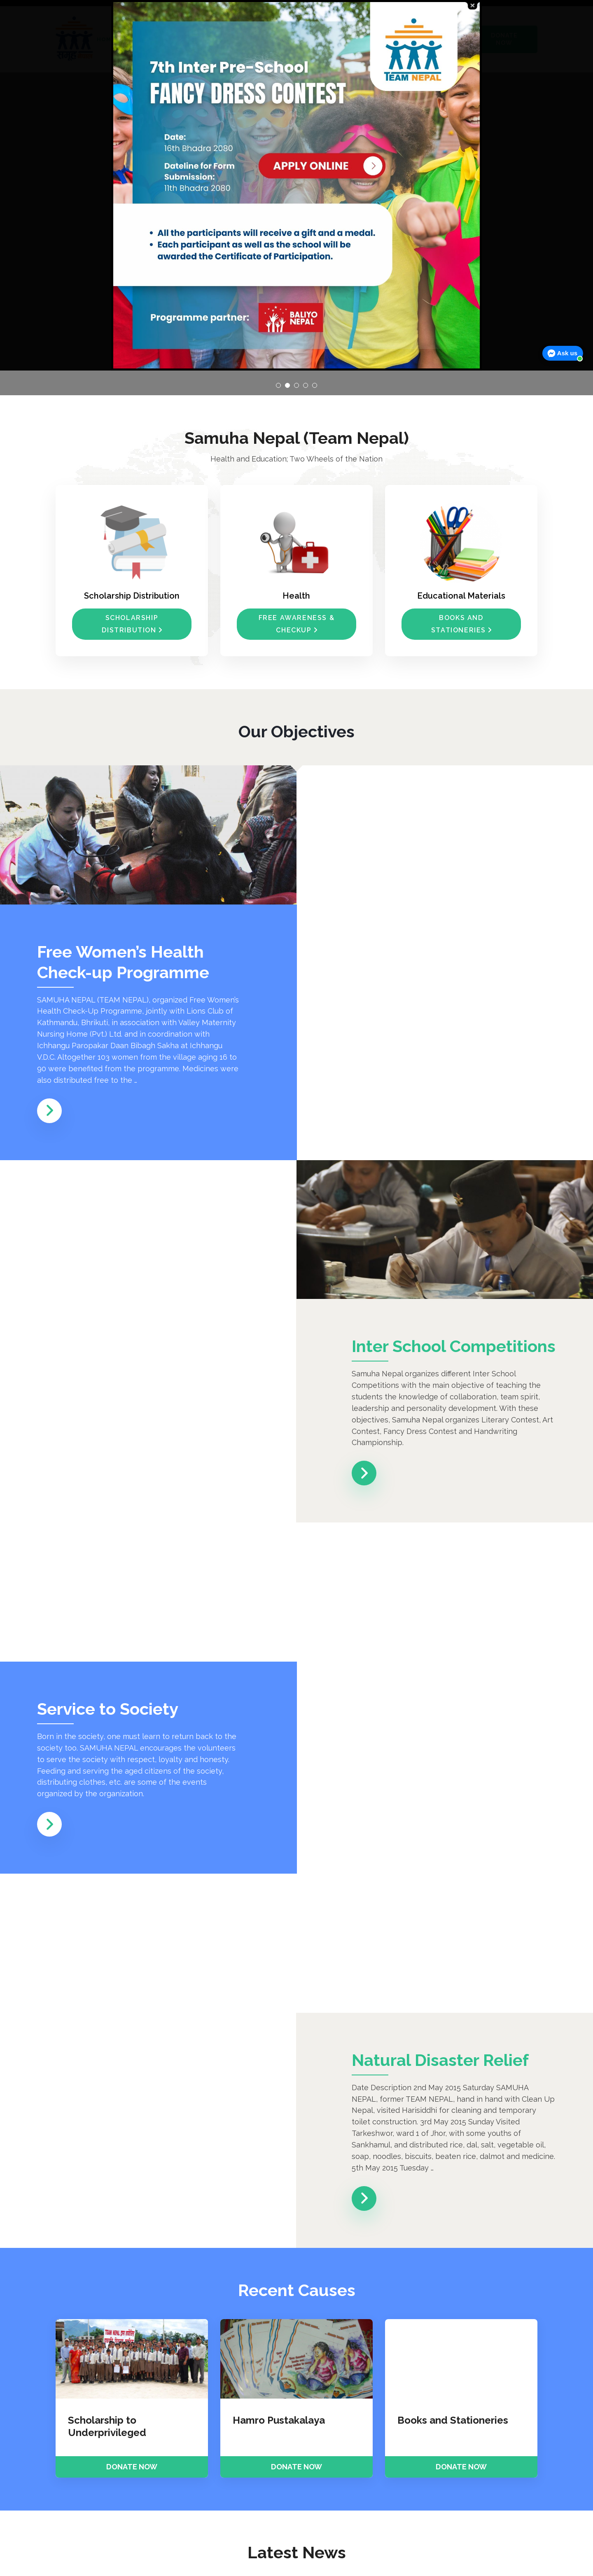 ×
TEAM NEPAL
7th Inter Pre-School
FANCY DRESS CONTEST
Date:
16th Bhadra 2080
Dateline for Form
Submission:
11th Bhadra 2080
APPLY ONLINE
• All the participants will receive a gift and a medal.
• Each participant as well as the school will be
awarded the Certificate of Participation.
Programme partner:
BALIYO
NEPAL
Ask us
Samuha Nepal (Team Nepal)
Health and Education; Two Wheels of the Nation
Scholarship Distribution
SCHOLARSHIP
DISTRIBUTION
Health
FREE AWARENESS &
CHECKUP
Educational Materials
BOOKS AND
STATIONERIES
Our Objectives
Free Women’s Health
Check-up Programme
SAMUHA NEPAL (TEAM NEPAL), organized Free Women’s
Health Check-Up Programme, jointly with Lions Club of
Kathmandu, Bhrikuti, in association with Valley Maternity
Nursing Home (Pvt.) Ltd. and in coordination with
Ichhangu Paropakar Daan Bibagh Sakha at Ichhangu
V.D.C. Altogether 103 women from the village aging 16 to
90 were benefited from the programme. Medicines were
also distributed free to the …
Inter School Competitions
Samuha Nepal organizes different Inter School
Competitions with the main objective of teaching the
students the knowledge of collaboration, team spirit,
leadership and personality development. With these
objectives, Samuha Nepal organizes Literary Contest, Art
Contest, Fancy Dress Contest and Handwriting
Championship.
Service to Society
Born in the society, one must learn to return back to the
society too. SAMUHA NEPAL encourages the volunteers
to serve the society with respect, loyalty and honesty.
Feeding and serving the aged citizens of the society,
distributing clothes, etc. are some of the events
organized by the organization.
Natural Disaster Relief
Date Description 2nd May 2015 Saturday SAMUHA
NEPAL, former TEAM NEPAL, hand in hand with Clean Up
Nepal, visited Harisiddhi for cleaning and temporary
toilet construction. 3rd May 2015 Sunday Visited
Tarkeshwor, ward 1 of Jhor, with some youths of
Sankhamul, and distributed rice, dal, salt, vegetable oil,
soap, noodles, biscuits, beaten rice, dalmot and medicine.
5th May 2015 Tuesday …
Recent Causes
Scholarship to
Underprivileged
DONATE NOW
Hamro Pustakalaya
DONATE NOW
Books and Stationeries
DONATE NOW
Latest News